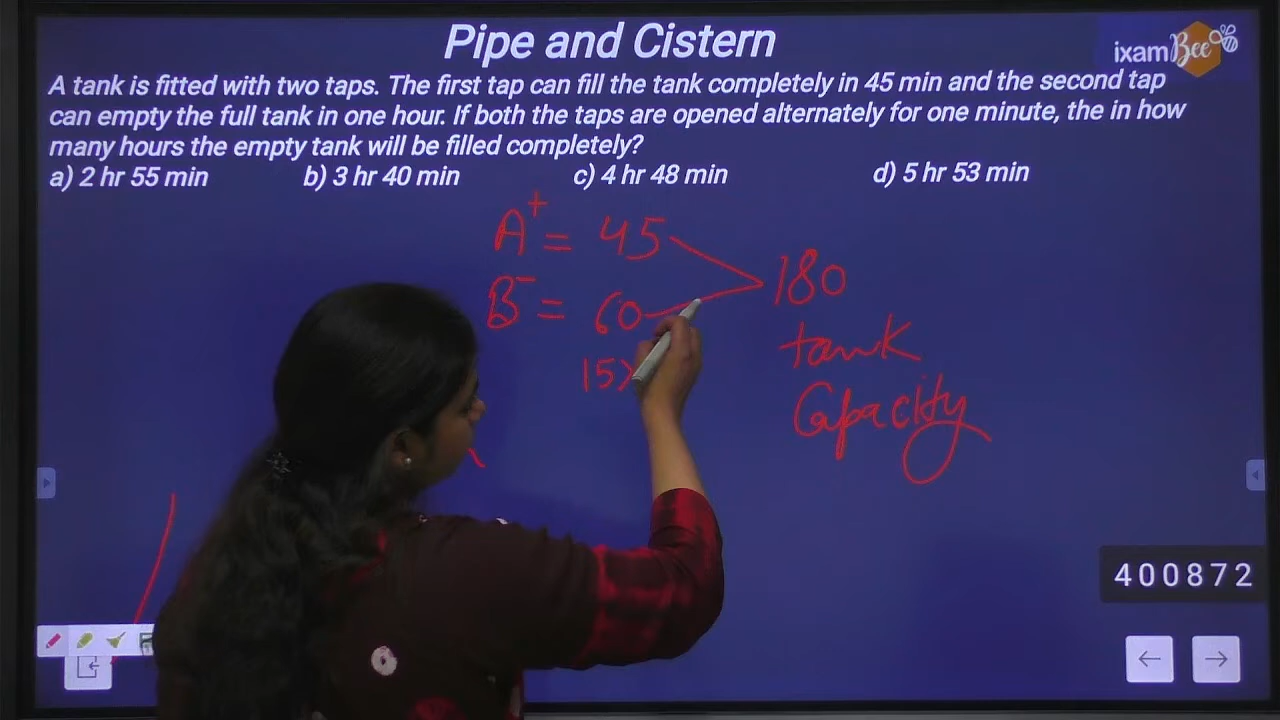 Pipe and Cistern
ixamBee
A tank is fitted with two taps. The first tap can fill the tank completely in 45 min and the second tap
can empty the full tank in one hour. If both the taps are opened alternately for one minute, the in how
many hours the empty tank will be filled completely?
a) 2 hr 55 min b) 3 hr 40 min c) 4 hr 48 min d) 5 hr 53 min
A+ = 45
B- = 60
180
tank
Capacity
15)
400872